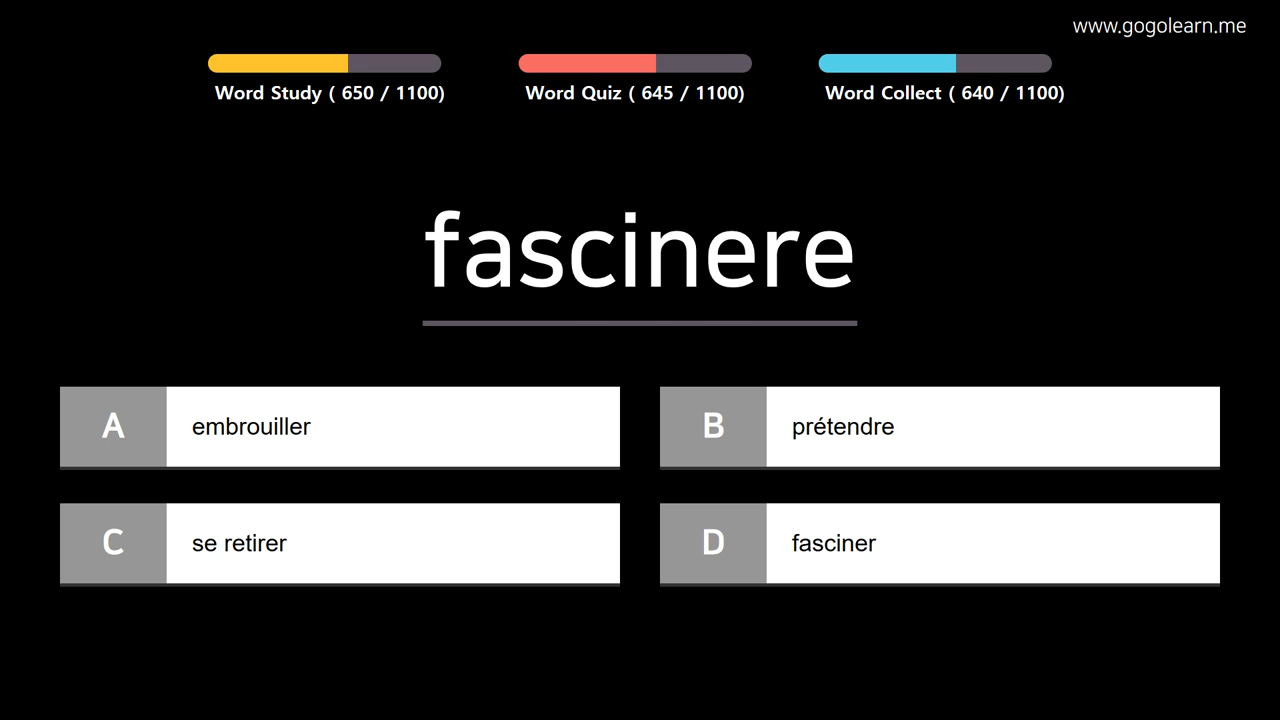 www.gogolearn.me
Word Study ( 650 / 1100)
Word Quiz ( 645 / 1100)
Word Collect ( 640 / 1100)
fascinere
A embrouiller
B prétendre
C se retirer
D fasciner